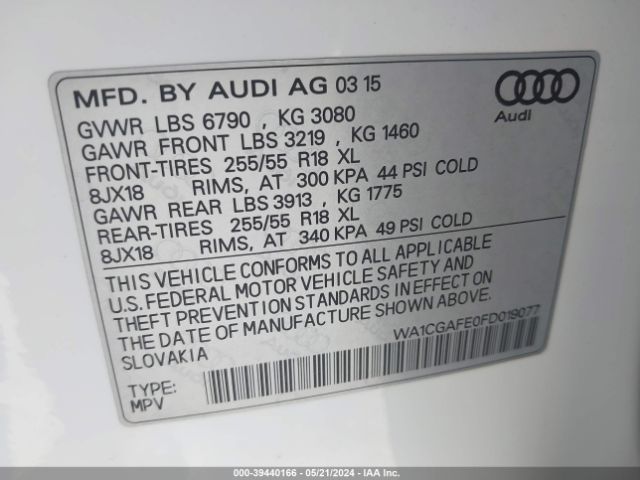 MFD. BY AUDI AG 03 15
Audi
GVWR LBS 6790 , KG 3080
GAWR FRONT LBS 3219 , KG 1460
FRONT-TIRES 255/55 R18 XL
8JX18 RIMS, AT 300 KPA 44 PSI COLD
GAWR REAR LBS 3913 , KG 1775
REAR-TIRES 255/55 R18 XL
8JX18 RIMS, AT 340 KPA 49 PSI COLD
THIS VEHICLE CONFORMS TO ALL APPLICABLE
U.S. FEDERAL MOTOR VEHICLE SAFETY AND
THEFT PREVENTION STANDARDS IN EFFECT ON
THE DATE OF MANUFACTURE SHOWN ABOVE.
SLOVAKIA
WA1CGAFE0FD019077
TYPE:
MPV
000-39440166 - 05/21/2024 - IAA Inc.